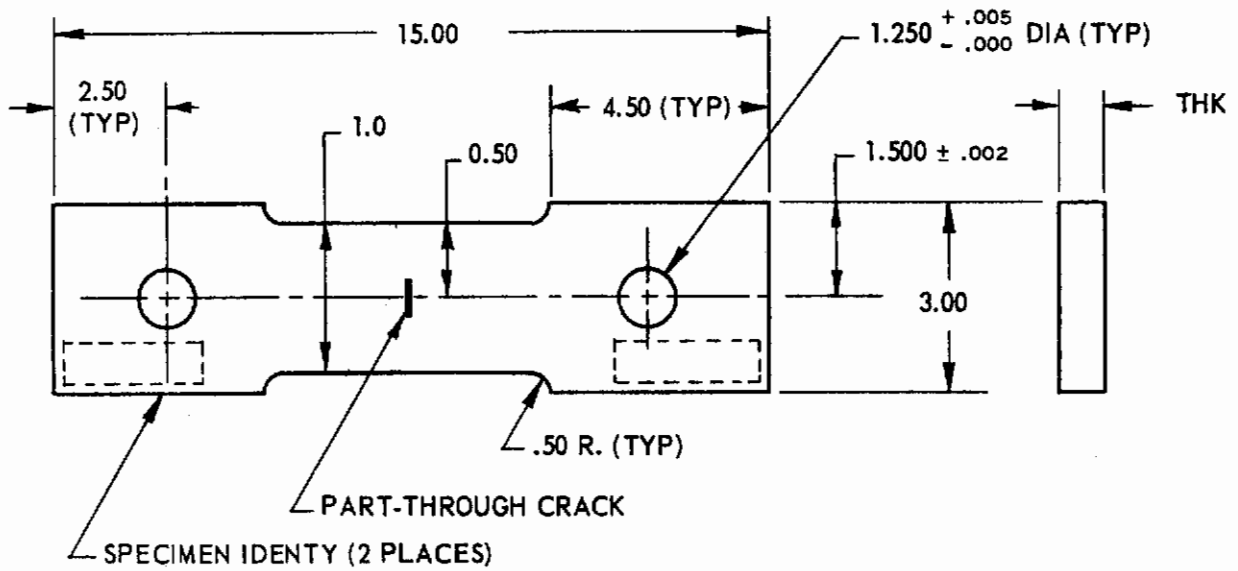 15.00
1.250 + .005 - .000 DIA (TYP)
2.50
(TYP)
4.50 (TYP)
THK
1.0
0.50
1.500 ± .002
3.00
.50 R. (TYP)
PART-THROUGH CRACK
SPECIMEN IDENTY (2 PLACES)